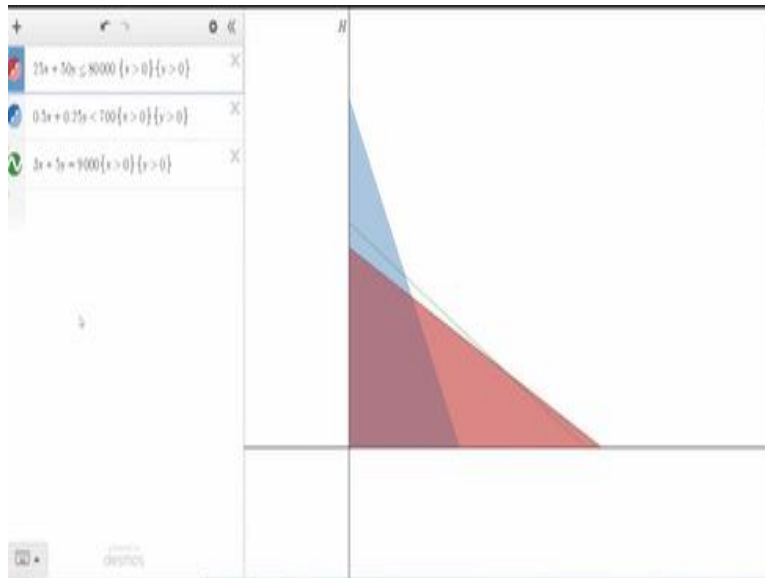 H
25x + 50y ≤ 80000 {x > 0}{y > 0}
0.5x + 0.25y < 700{x > 0}{y > 0}
3x + 5y = 9000{x > 0}{y > 0}
desmos